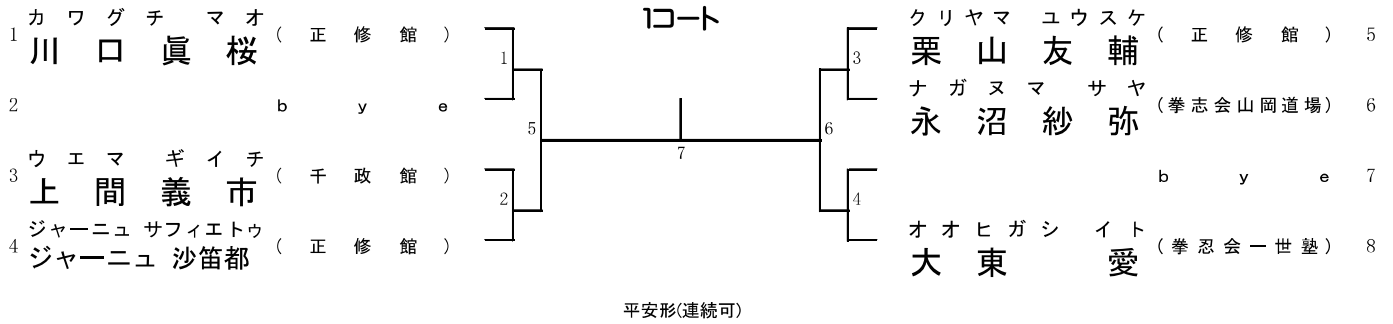 1コート
カワグチ マオ
1 川口眞桜 (正修館)
2 bye
ウエマ ギイチ
3 上間義市 (千政館)
ジャーニュ サフィエトゥ
4 ジャーニュ 沙笛都 (正修館)
1
2
5
7
6
3
4
クリヤマ ユウスケ
栗山友輔 (正修館) 5
ナガヌマ サヤ
永沼紗弥 (拳志会山岡道場) 6
bye 7
オオヒガシ イト
大東愛 (拳忍会一世塾) 8
平安形(連続可)